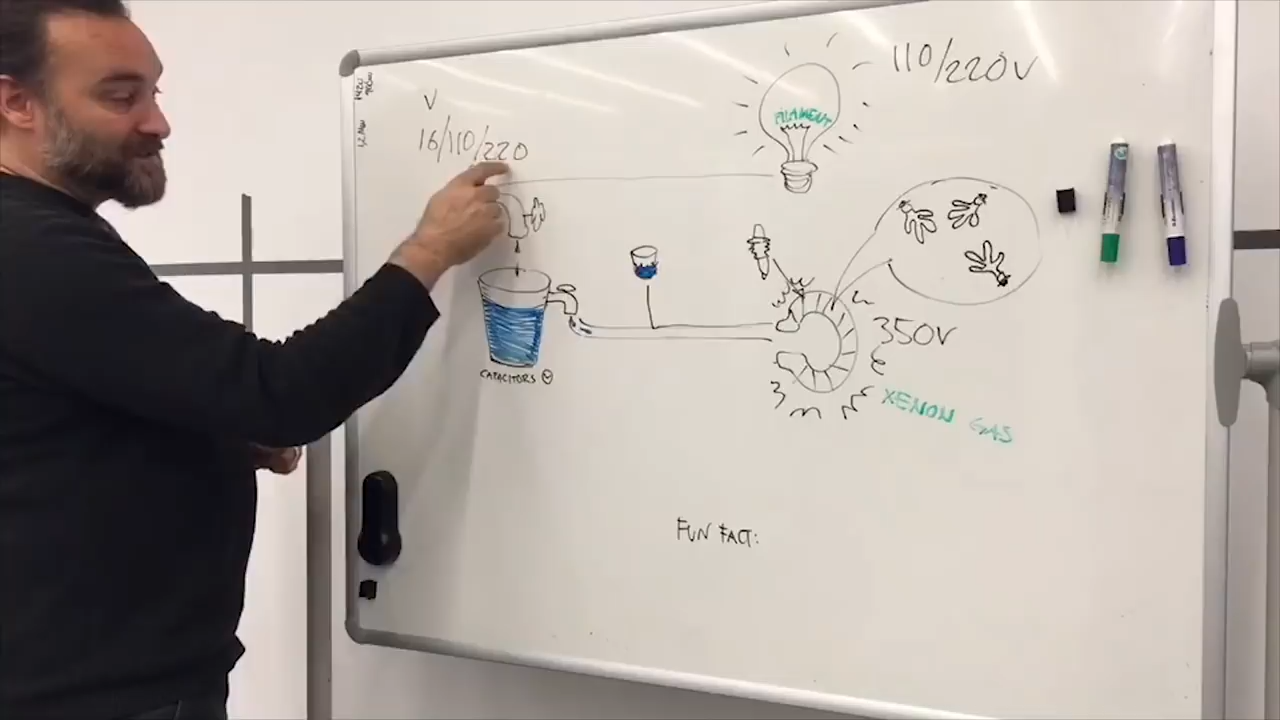 V
16/110/220
FILAMENT
110/220V
350V
CAPACITORS
XENON GAS
FUN FACT: